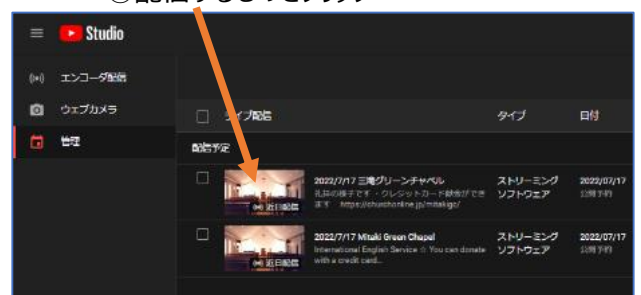 配信するものをクリック
Studio
エンコーダ配信
ウェブカメラ
管理
ライブ配信 タイプ 日付
配信予定
近日配信
2022/7/17 三滝グリーンチャペル ストリーミング 2022/07/17
礼拝の様子です ・クレジットカード献金ができ ソフトウェア 公開予約
ます https://churchonline.jp/mitakigc/
近日配信
2022/7/17 Mitaki Green Chapel ストリーミング 2022/07/17
International English Service ☆ You can donate ソフトウェア 公開予約
with a credit card...